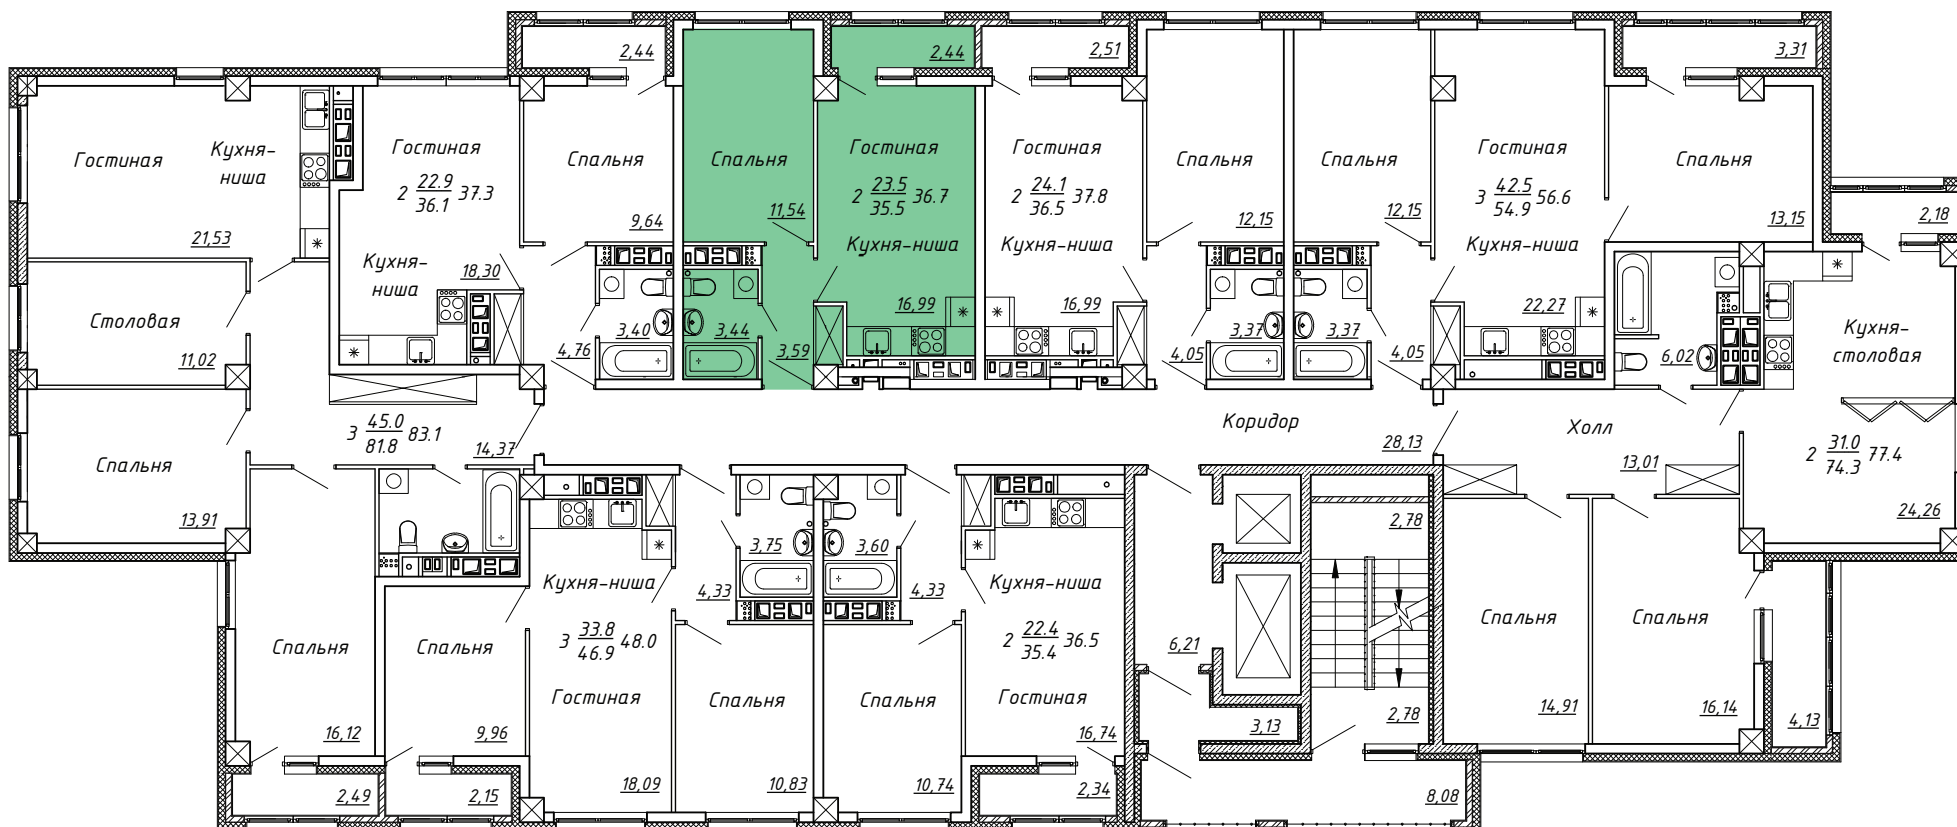 2,44
2,44
2,51
3,31
Гостиная
Кухня-
ниша
21,53
Гостиная
2 22.9 37.3
36.1
Кухня-
ниша
18,30
Спальня
9,64
Спальня
11,54
Гостиная
2 23.5 36.7
35.5
Кухня-ниша
16,99
Гостиная
2 24.1 37.8
36.5
Кухня-ниша
16,99
Спальня
12,15
Спальня
12,15
Гостиная
3 42.5 56.6
54.9
Кухня-ниша
22,27
Спальня
13,15
2,18
Столовая
11,02
4,76
3,40
3,44
3,59
4,05
3,37
3,37
4,05
6,02
Кухня-
столовая
Спальня
13,91
3 45.0 83.1
81.8
14,37
Коридор
28,13
Холл
13,01
2 31.0 77.4
74.3
24,26
Спальня
16,12
Спальня
9,96
Кухня-ниша
3 33.8 48.0
46.9
Гостиная
18,09
4,33
3,75
3,60
4,33
Спальня
10,83
Спальня
10,74
Кухня-ниша
2 22.4 36.5
35.4
Гостиная
16,74
6,21
3,13
2,78
2,78
Спальня
14,91
Спальня
16,14
4,13
2,49
2,15
2,34
8,08